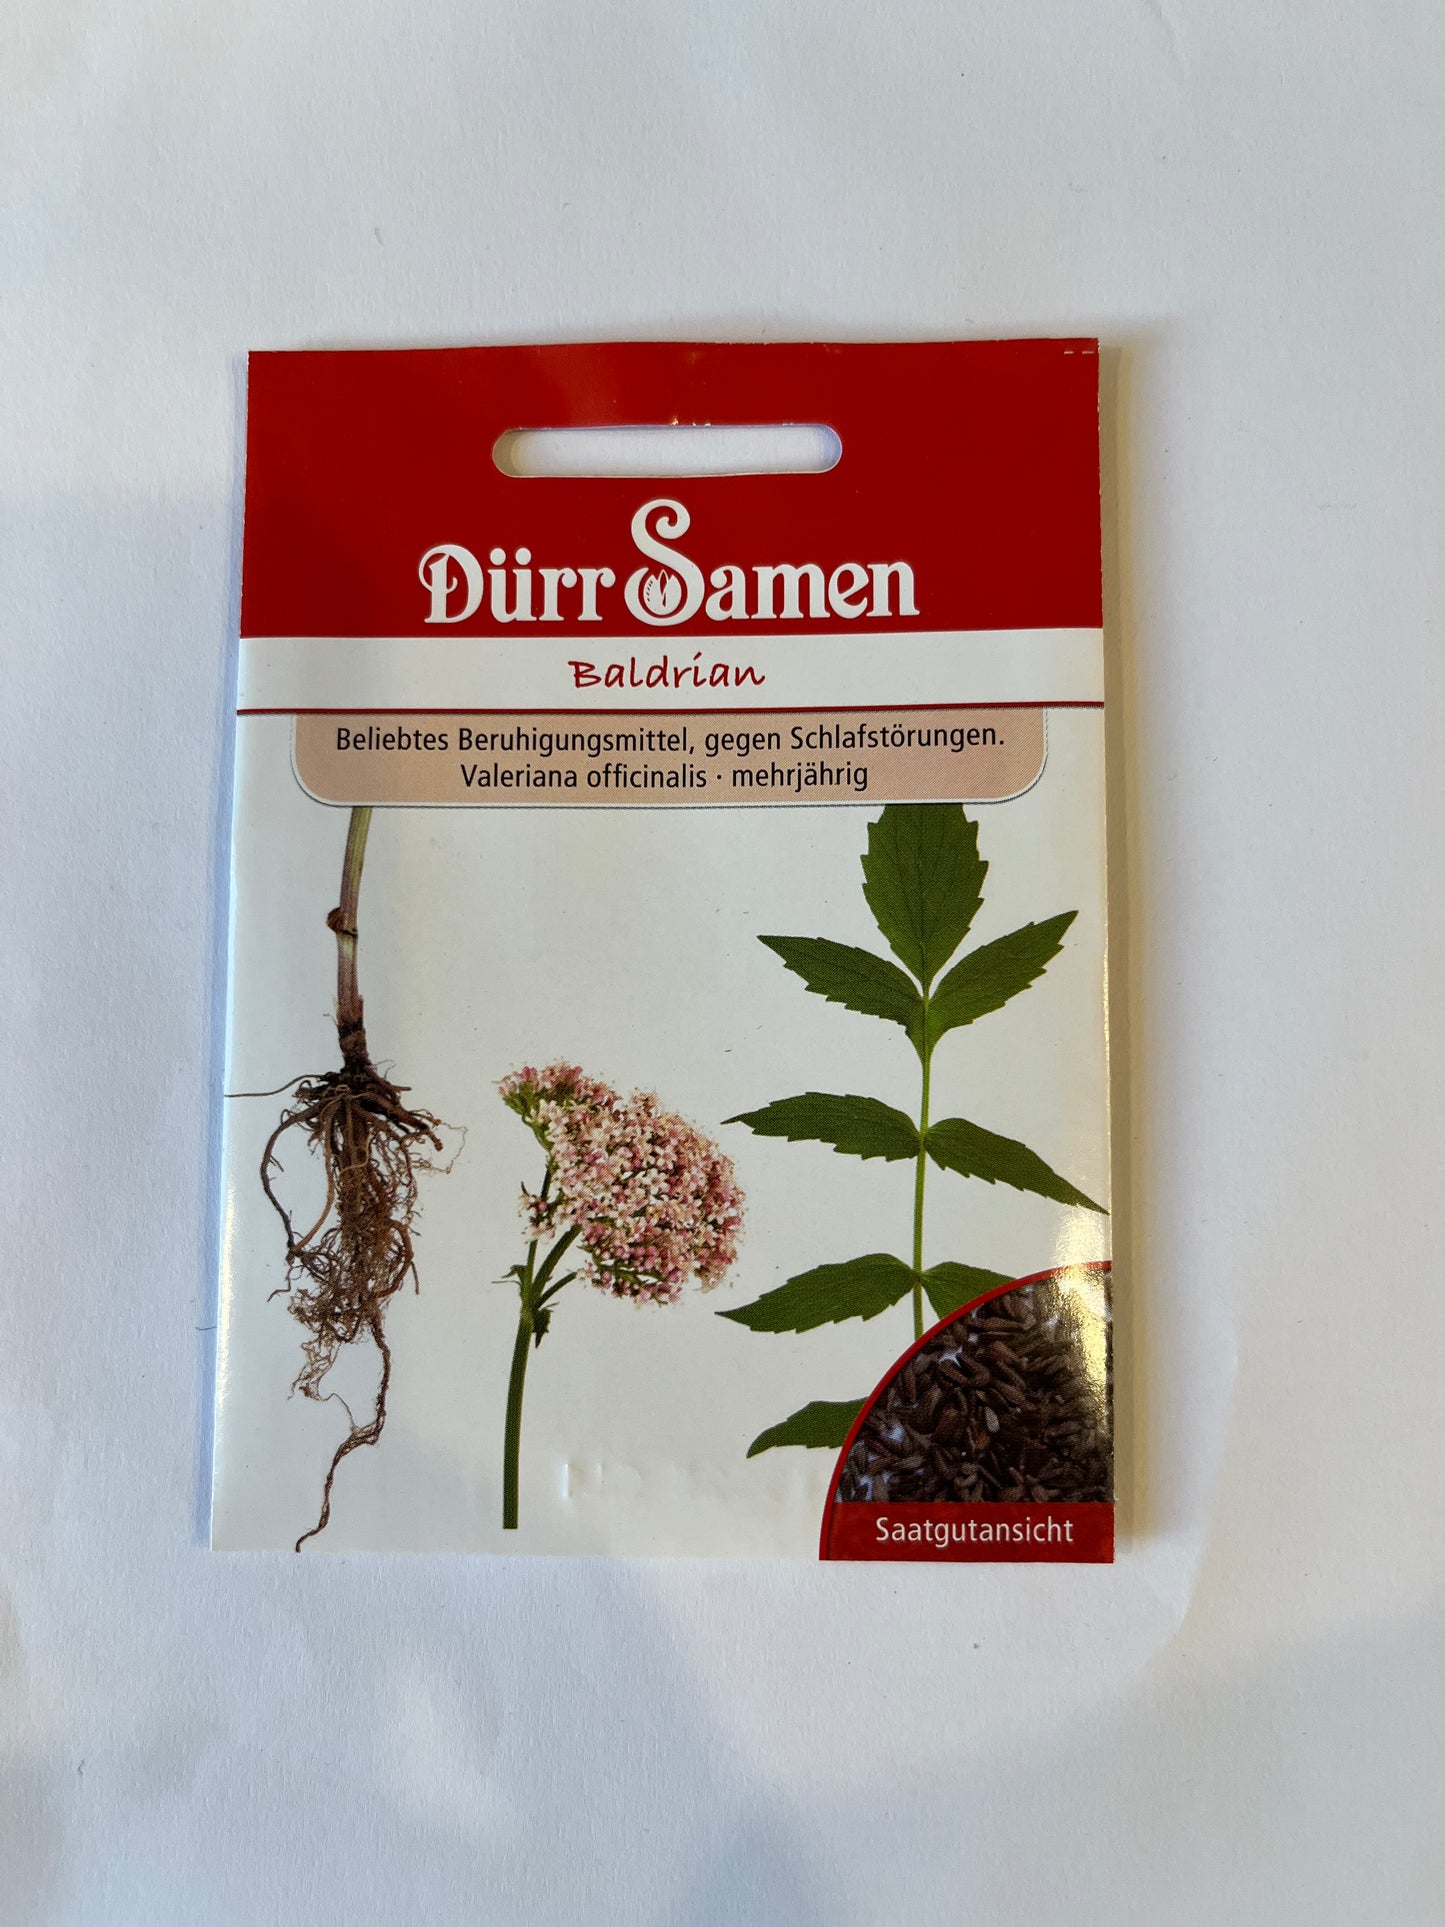 Dürr Samen
Baldrian
Beliebtes Beruhigungsmittel, gegen Schlafstörungen.
Valeriana officinalis · mehrjährig
Saatgutansicht